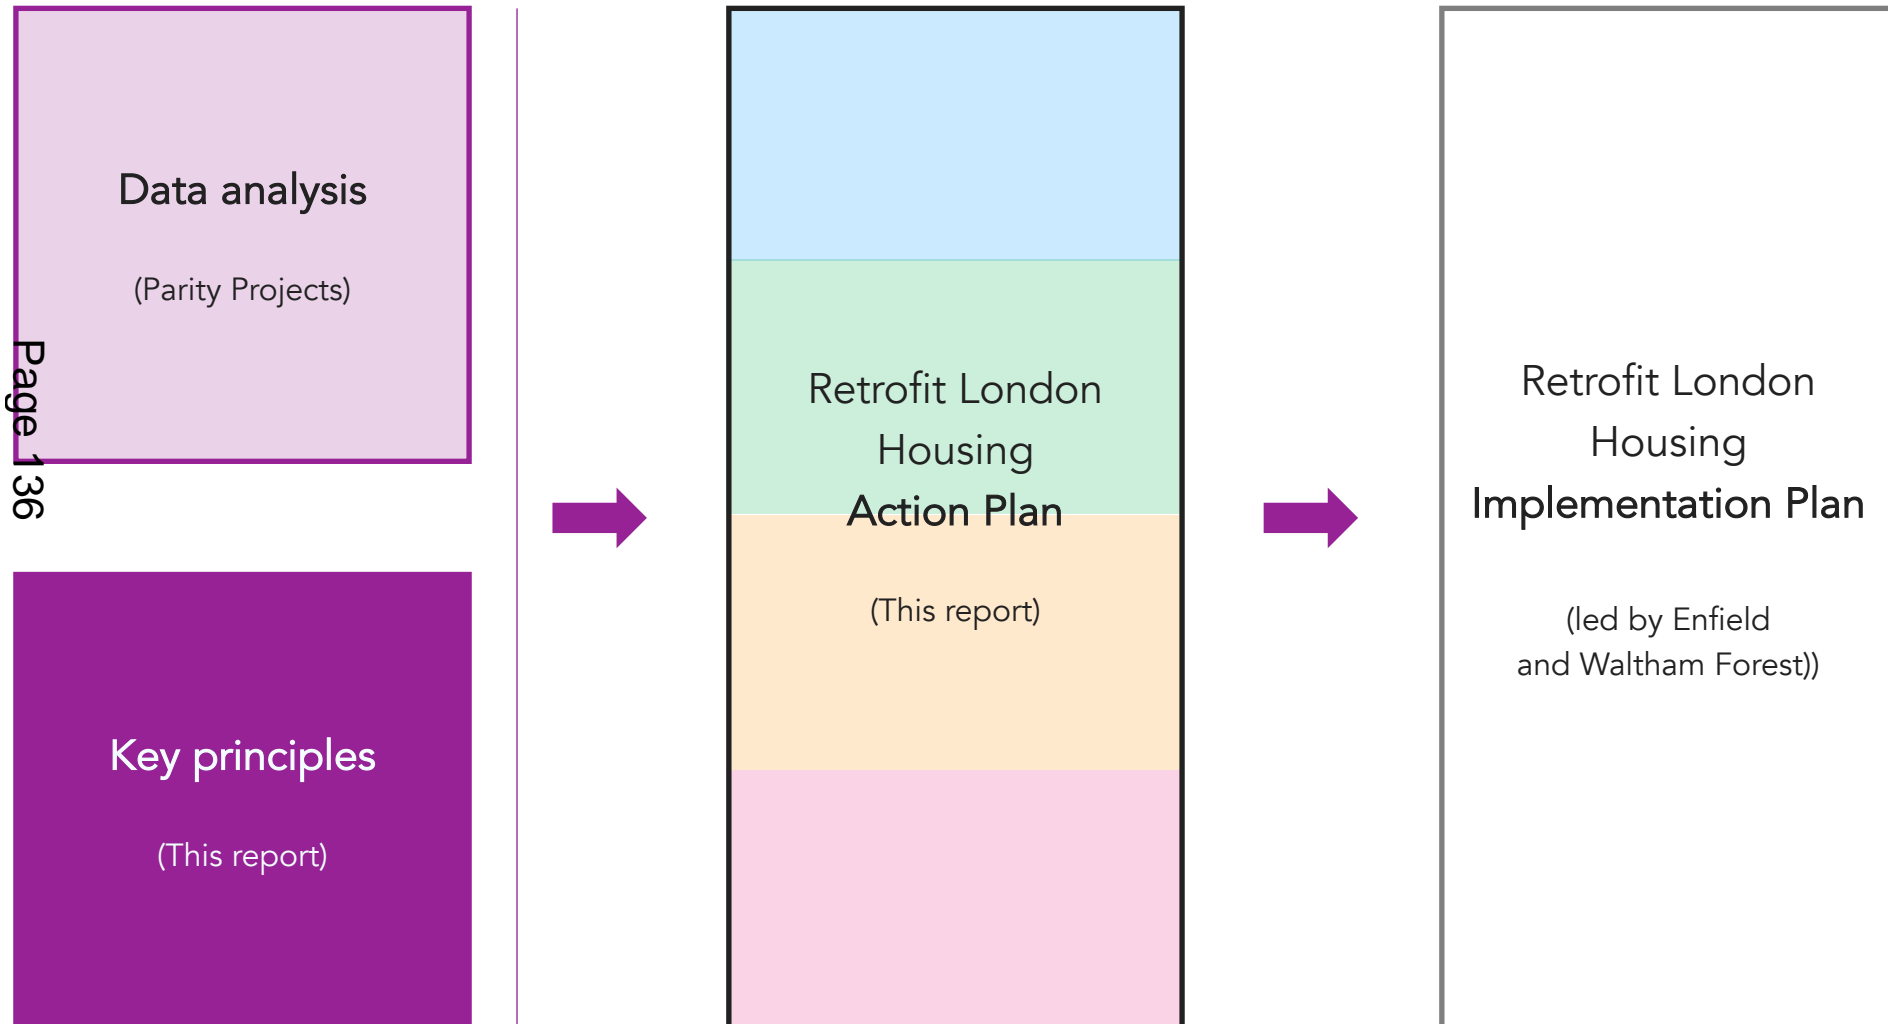 Data analysis
(Parity Projects)
Page 136
Key principles
(This report)
Retrofit London
Housing
Action Plan
(This report)
Retrofit London
Housing
Implementation Plan
(led by Enfield
and Waltham Forest))